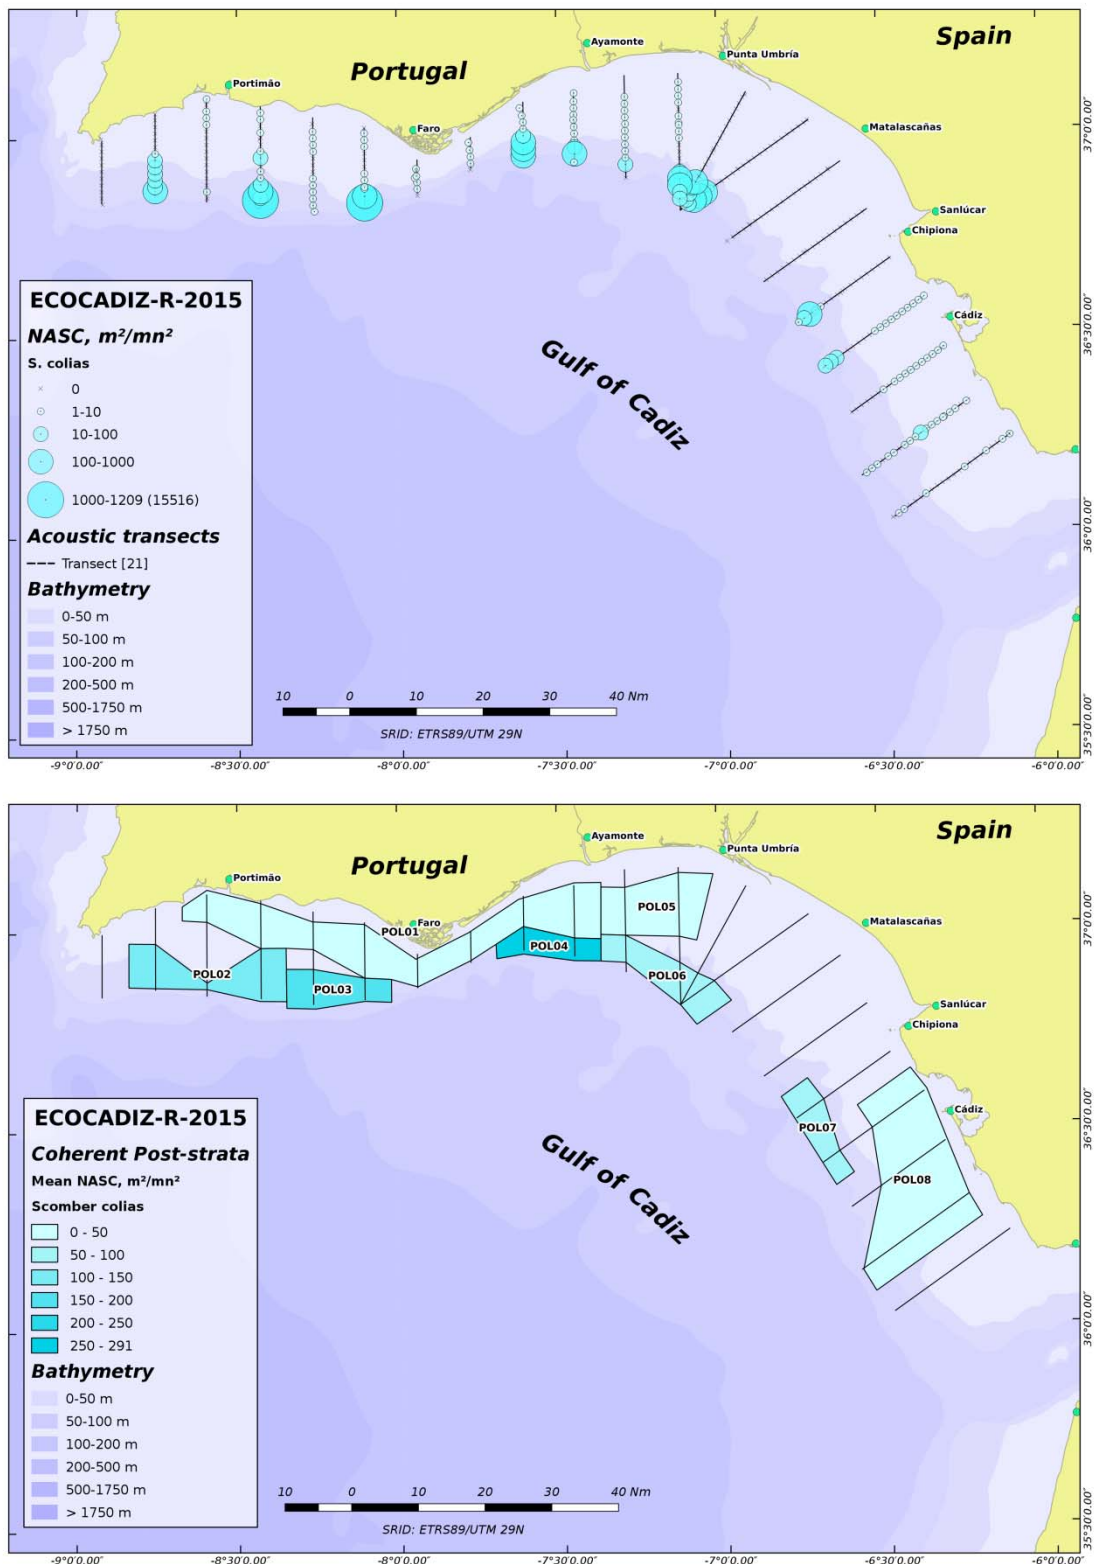 Spain
Ayamonte
Punta Umbría
Portugal
Portimão
Faro
Matalascañas
37°0'0.00"
Sanlúcar
Chipiona
ECOCADIZ-R-2015
NASC, m²/mn²
S. colias
0
1-10
10-100
100-1000
1000-1209 (15516)
Acoustic transects
Transect [21]
Bathymetry
0-50 m
50-100 m
100-200 m
200-500 m
500-1750 m
> 1750 m
Cádiz
36°30'0.00"
Gulf of Cadiz
36°0'0.00"
10 0 10 20 30 40 Nm
SRID: ETRS89/UTM 29N
35°30'0.00"
-9°0'0.00" -8°30'0.00" -8°0'0.00" -7°30'0.00" -7°0'0.00" -6°30'0.00" -6°0'0.00"
Spain
Ayamonte
Punta Umbría
Portugal
Portimão
Faro
Matalascañas
37°0'0.00"
POL01
POL02
POL03
POL04
POL05
POL06
Sanlúcar
Chipiona
ECOCADIZ-R-2015
Coherent Post-strata
Mean NASC, m²/mn²
Scomber colias
0 - 50
50 - 100
100 - 150
150 - 200
200 - 250
250 - 291
Bathymetry
0-50 m
50-100 m
100-200 m
200-500 m
500-1750 m
> 1750 m
Cádiz
36°30'0.00"
POL07
POL08
Gulf of Cadiz
36°0'0.00"
10 0 10 20 30 40 Nm
SRID: ETRS89/UTM 29N
35°30'0.00"
-9°0'0.00" -8°30'0.00" -8°0'0.00" -7°30'0.00" -7°0'0.00" -6°30'0.00" -6°0'0.00"